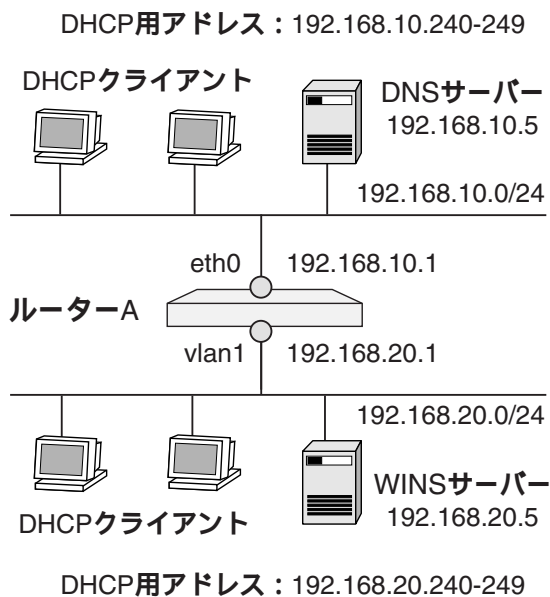 DHCP用アドレス：192.168.10.240-249
DHCPクライアント
DNSサーバー
192.168.10.5
192.168.10.0/24
eth0
192.168.10.1
ルーターA
vlan1
192.168.20.1
192.168.20.0/24
WINSサーバー
192.168.20.5
DHCPクライアント
DHCP用アドレス：192.168.20.240-249